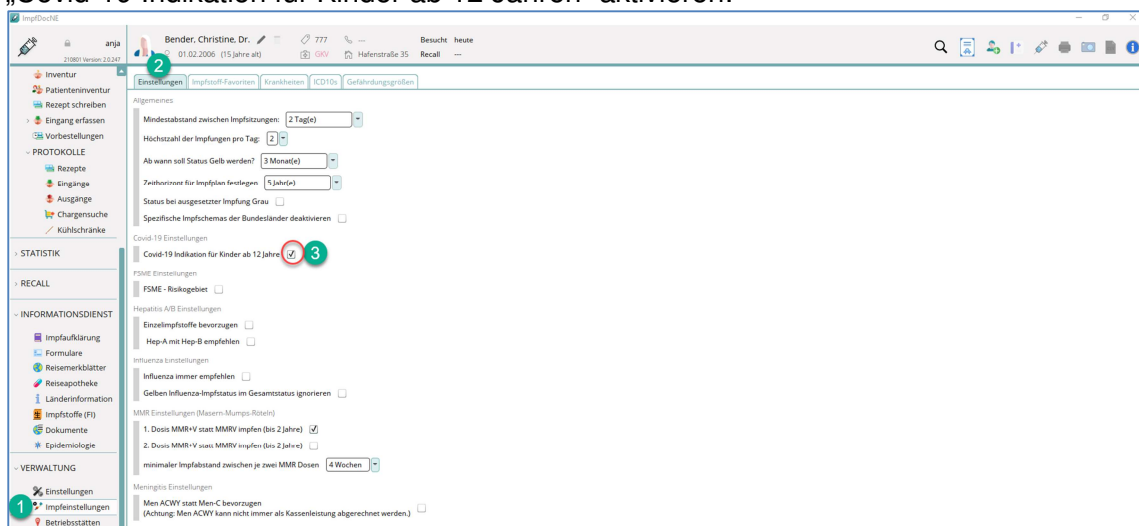 „Covid-19 Indikation für Kinder ab 12 Jahren“ aktivieren.
ImpfDocNE
anja
210801 Version: 2.0.247
Bender, Christine, Dr.
777
---
Besucht heute
01.02.2006 (15 Jahre alt)
GKV
Hafenstraße 35
Recall ---
2
Inventur
Patienteninventur
Rezept schreiben
Eingang erfassen
Vorbestellungen
PROTOKOLLE
Rezepte
Eingänge
Ausgänge
Chargensuche
Kühlschränke
STATISTIK
RECALL
INFORMATIONSDIENST
Impfaufklärung
Formulare
Reisemerkblätter
Reiseapotheke
Länderinformation
Impfstoffe (FI)
Dokumente
Epidemiologie
VERWALTUNG
Einstellungen
1 Impfeinstellungen
Betriebsstätten
Einstellungen Impfstoff-Favoriten Krankheiten ICD10s Gefährdungsgrößen
Allgemeines
Mindestabstand zwischen Impfsitzungen: 2 Tag(e)
Höchstzahl der Impfungen pro Tag: 2
Ab wann soll Status Gelb werden? 3 Monat(e)
Zeithorizont für Impfplan festlegen 5 Jahr(e)
Status bei ausgesetzter Impfung Grau
Spezifische Impfschemas der Bundesländer deaktivieren
Covid-19 Einstellungen
Covid-19 Indikation für Kinder ab 12 Jahre 3
FSME Einstellungen
FSME - Risikogebiet
Hepatitis A/B Einstellungen
Einzelimpfstoffe bevorzugen
Hep-A mit Hep-B empfehlen
Influenza Einstellungen
Influenza immer empfehlen
Gelben Influenza-Impfstatus im Gesamtstatus ignorieren
MMR Einstellungen (Masern-Mumps-Röteln)
1. Dosis MMR+V statt MMRV impfen (bis 2 Jahre)
2. Dosis MMR+V statt MMRV impfen (bis 2 Jahre)
minimaler Impfabstand zwischen je zwei MMR Dosen 4 Wochen
Meningitis Einstellungen
Men ACWY statt Men-C bevorzugen
(Achtung: Men ACWY kann nicht immer als Kassenleistung abgerechnet werden.)